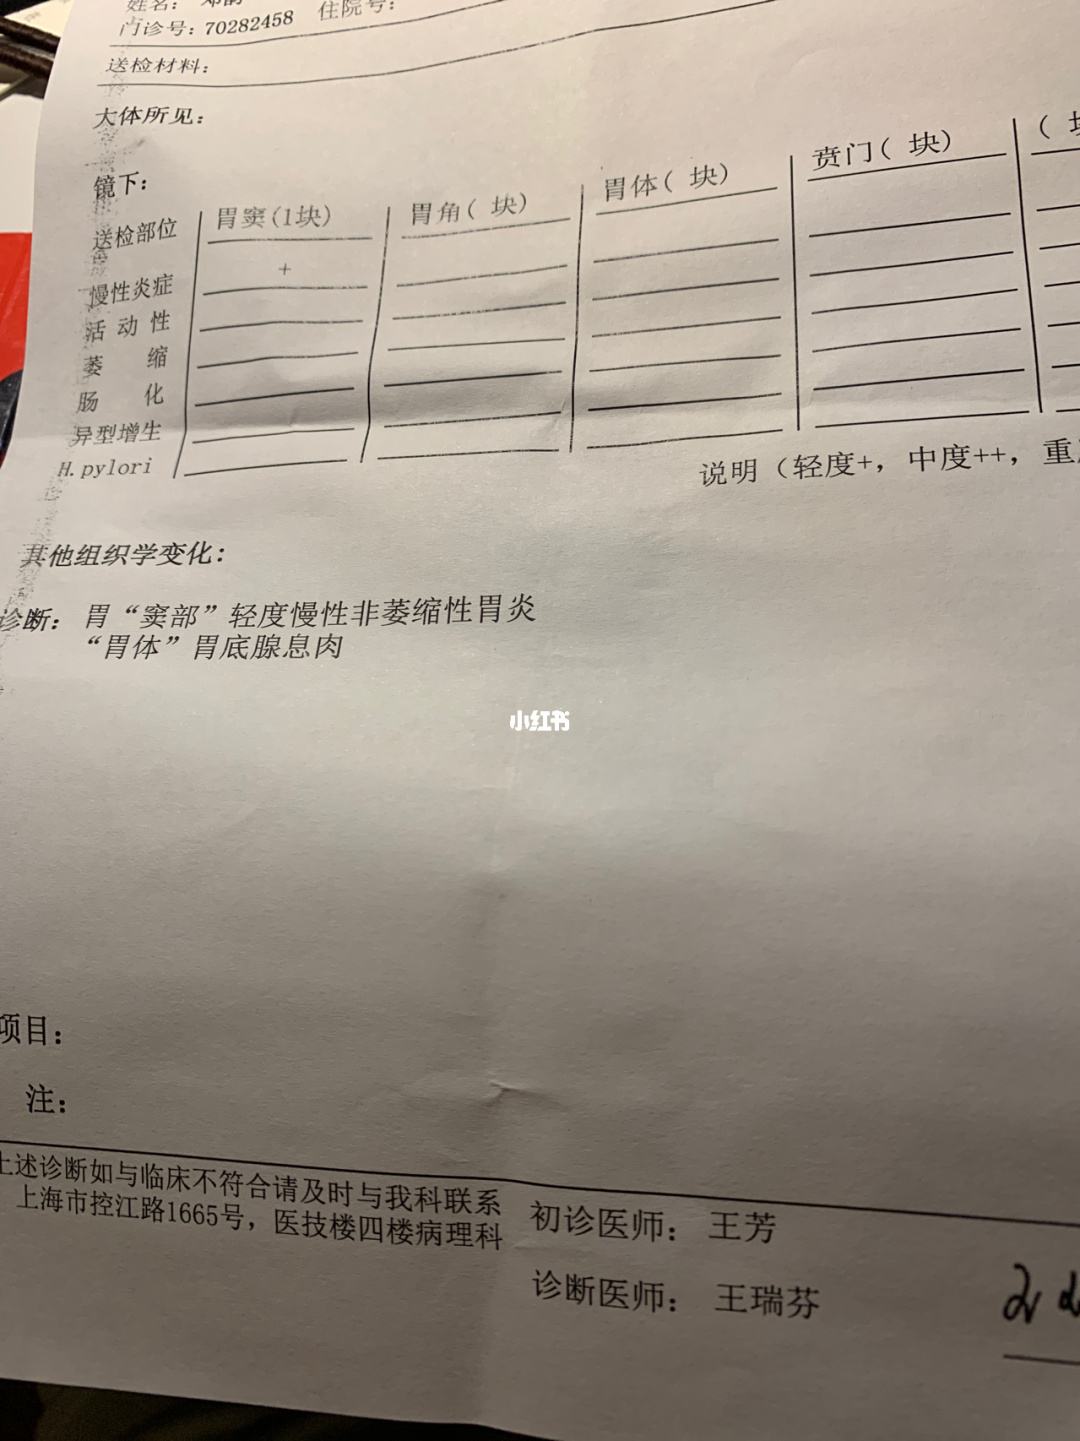 姓名：
门诊号：70282458 住院号：
送检材料：
大体所见：
镜下：
送检部位 胃窦(1块) 胃角( 块) 胃体( 块) 贲门( 块) (
慢性炎症 +
活动性
萎缩
肠化
异型增生
H.pylori
说明（轻度+，中度++，重
其他组织学变化：
诊断：胃“窦部”轻度慢性非萎缩性胃炎
“胃体”胃底腺息肉
小红书
项目：
注：
上述诊断如与临床不符合请及时与我科联系
上海市控江路1665号，医技楼四楼病理科
初诊医师：王芳
诊断医师：王瑞芬